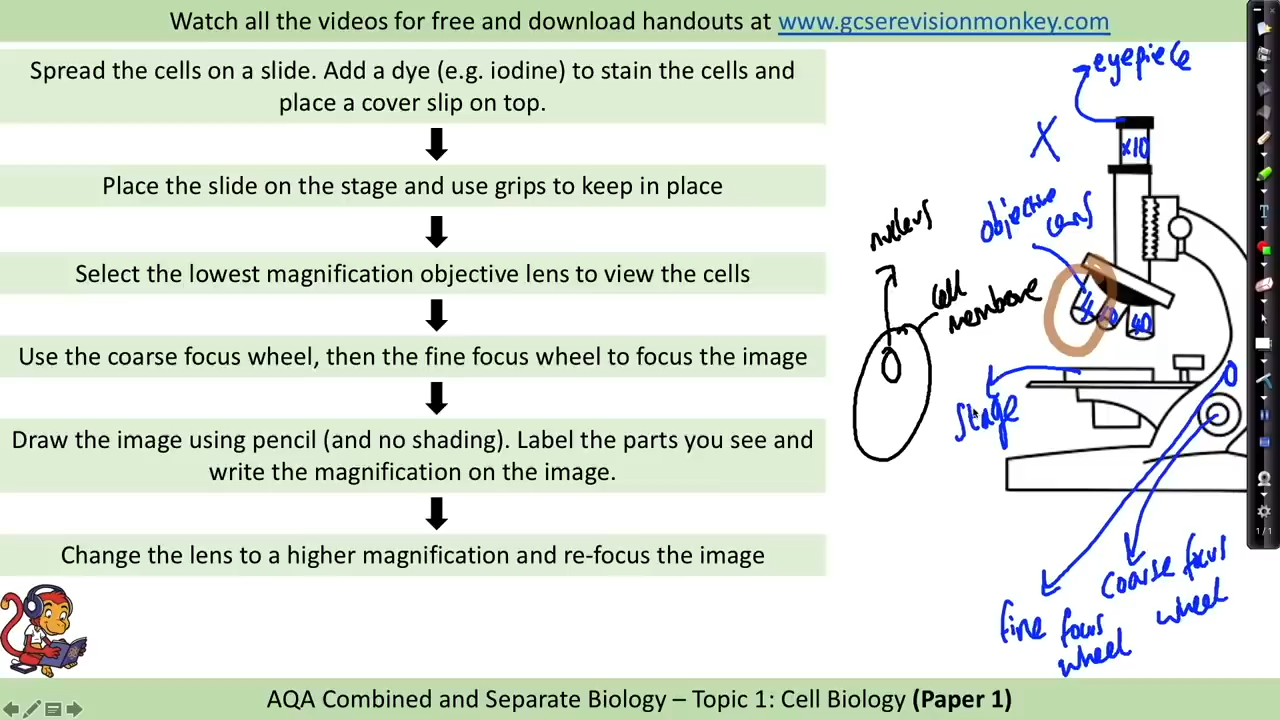 Watch all the videos for free and download handouts at www.gcserevisionmonkey.com
Spread the cells on a slide. Add a dye (e.g. iodine) to stain the cells and
place a cover slip on top.
Place the slide on the stage and use grips to keep in place
Select the lowest magnification objective lens to view the cells
Use the coarse focus wheel, then the fine focus wheel to focus the image
Draw the image using pencil (and no shading). Label the parts you see and
write the magnification on the image.
Change the lens to a higher magnification and re-focus the image
eyepiece
X
x10
objective
lens
nucleus
cell
membrane
4
10
40
stage
coarse focus
wheel
fine focus
wheel
AQA Combined and Separate Biology – Topic 1: Cell Biology (Paper 1)
1/1